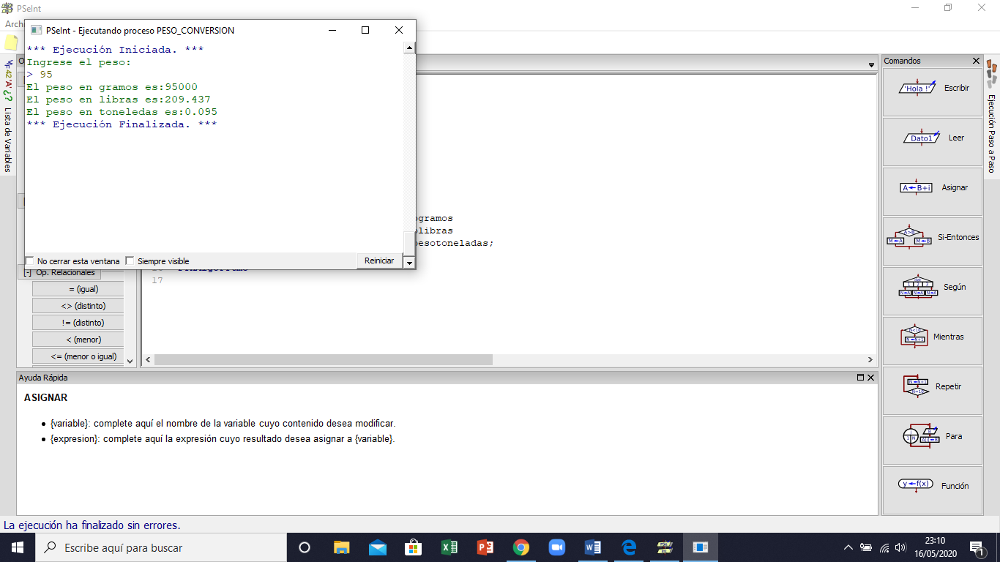 PSeInt
Archi
PSeInt - Ejecutando proceso PESO_CONVERSION
*** Ejecución Iniciada. ***
Ingrese el peso:
> 95
El peso en gramos es:95000
El peso en libras es:209.437
El peso en toneledas es:0.095
*** Ejecución Finalizada. ***
No cerrar esta ventana
Siempre visible
Reiniciar
Lista de Variables
ogramos
olibras
pesotoneladas;
17
[-] Op. Relacionales
= (igual)
<> (distinto)
!= (distinto)
< (menor)
<= (menor o igual)
Ayuda Rápida
ASIGNAR
• {variable}: complete aquí el nombre de la variable cuyo contenido desea modificar.
• {expresion}: complete aquí la expresión cuyo resultado desea asignar a {variable}.
Comandos
'Hola !' Escribir
Dato1 Leer
A B+i Asignar
Si-Entonces
Según
Mientras
Repetir
Para
y f(x) Función
Ejecución Paso a Paso
La ejecución ha finalizado sin errores.
Escribe aquí para buscar
23:10
16/05/2020
1